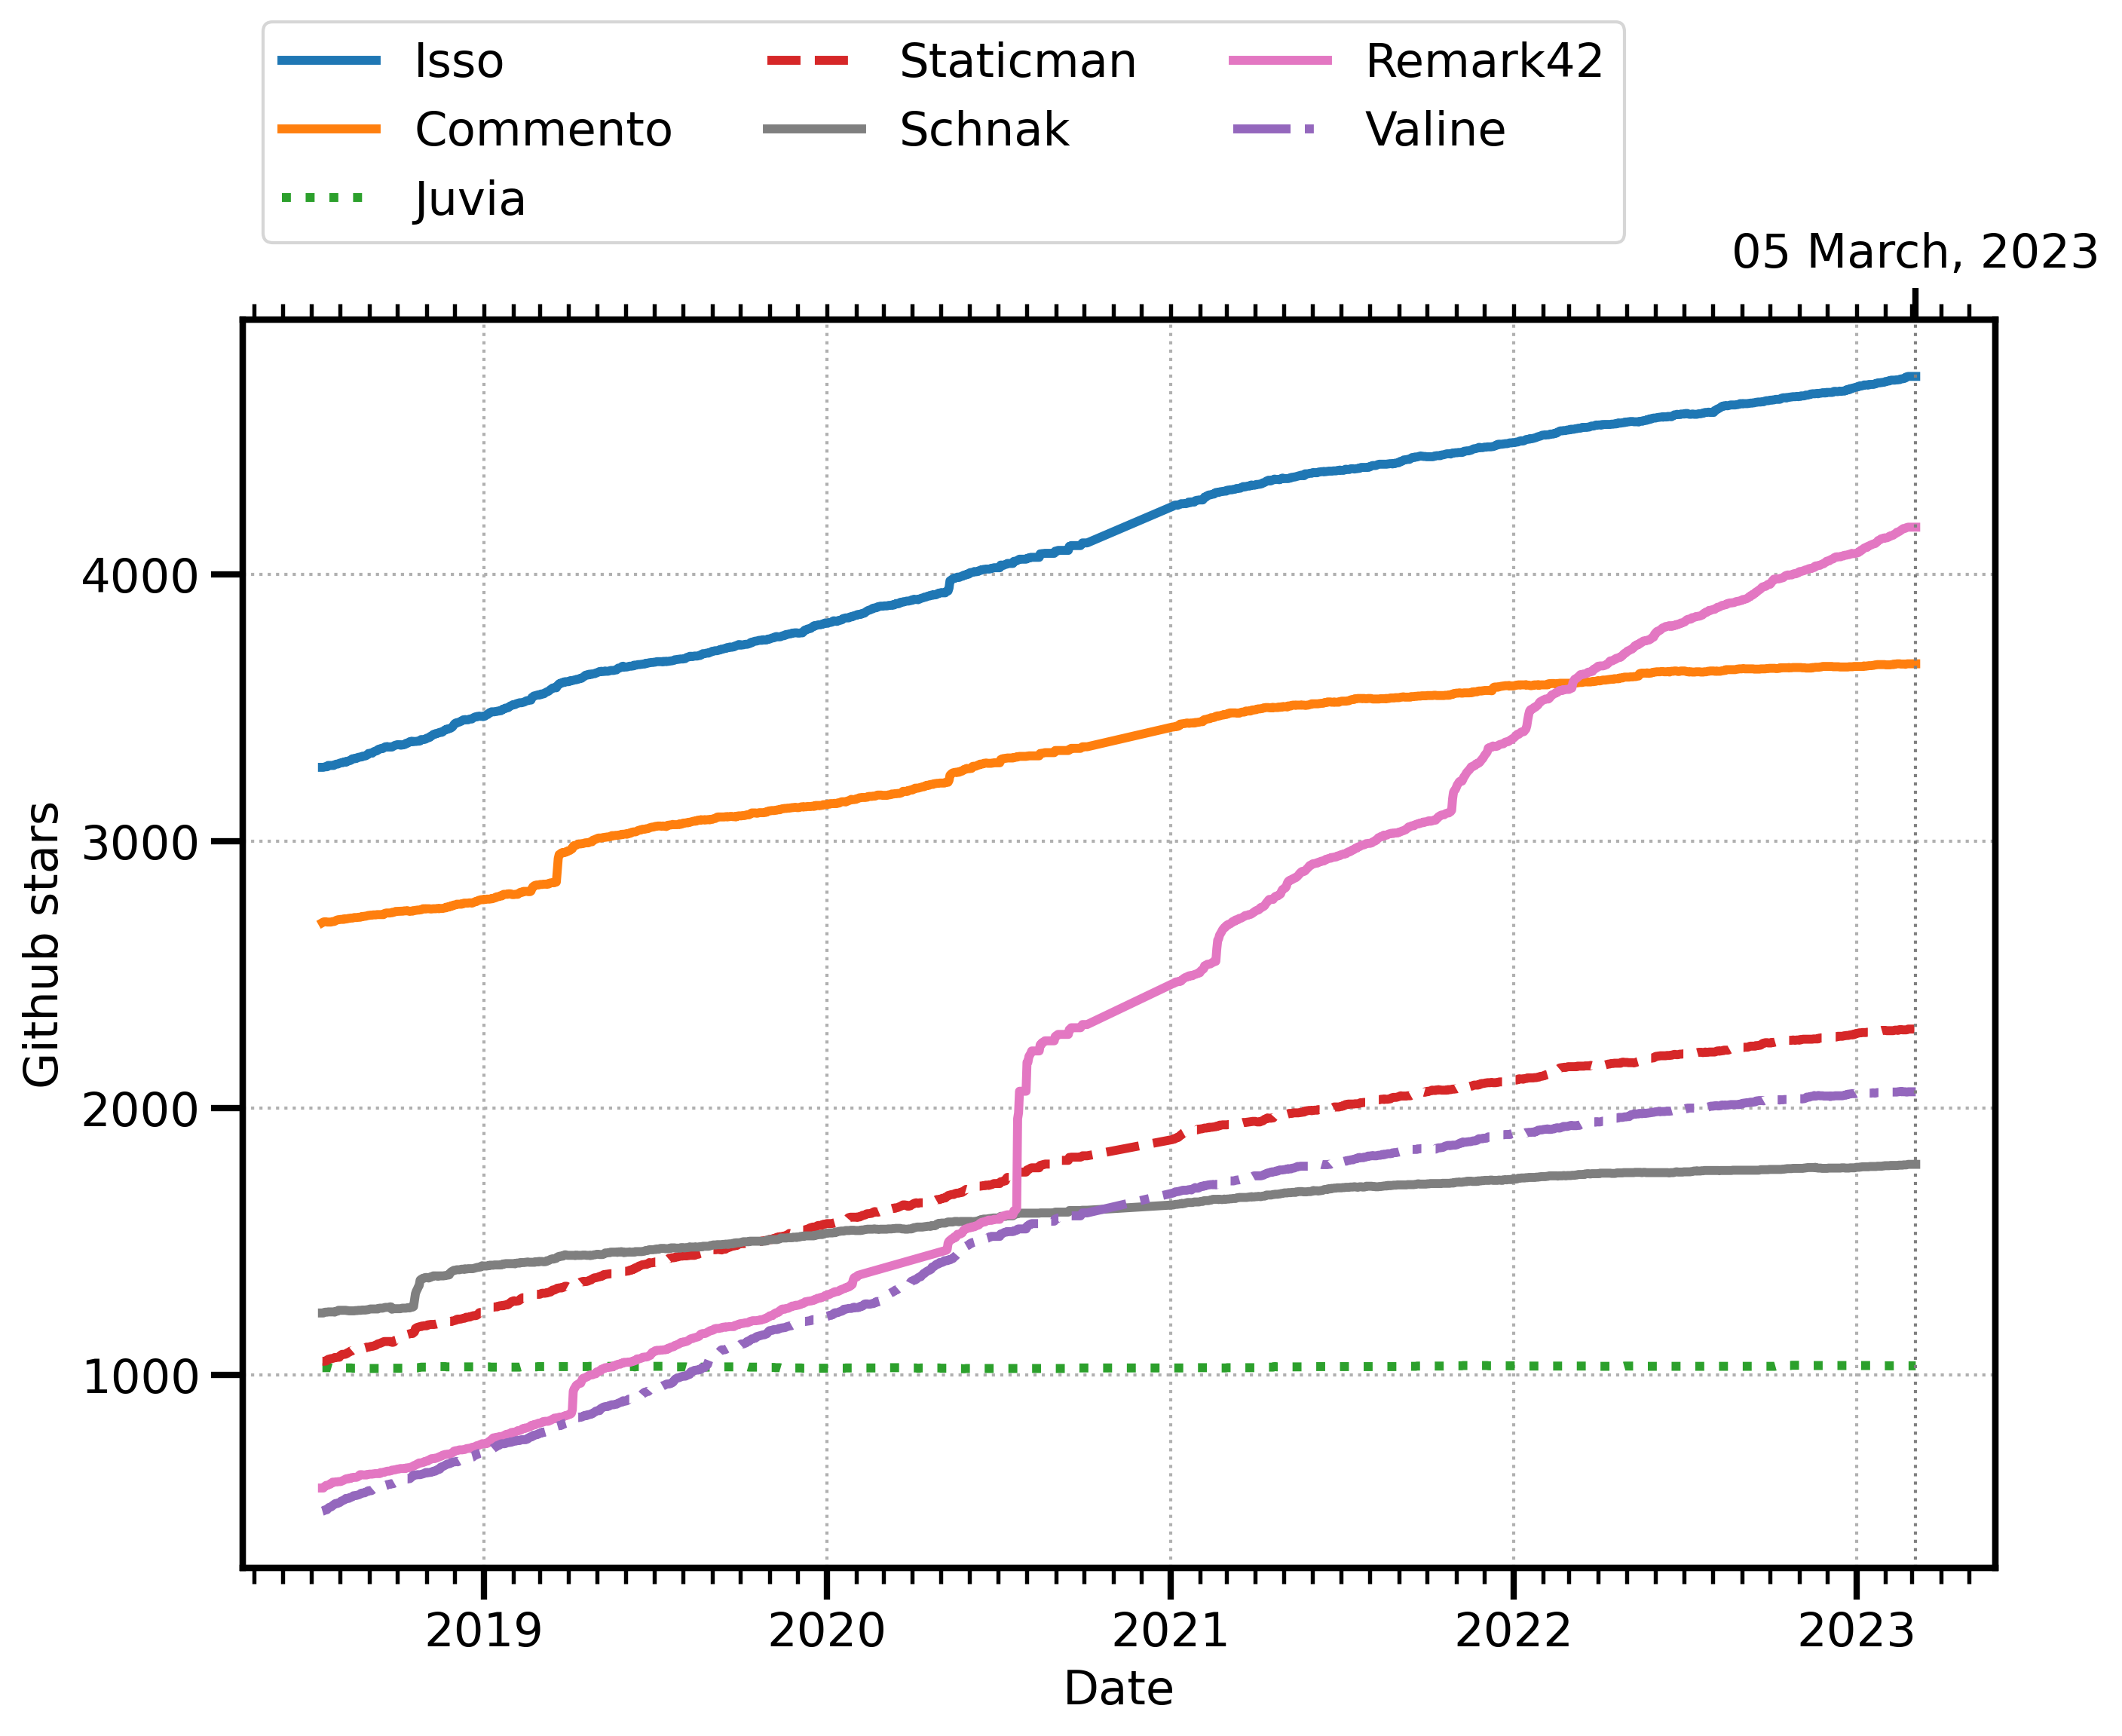 Isso
Staticman
Remark42
Commento
Schnak
Valine
Juvia
05 March, 2023
4000
3000
2000
1000
Github stars
2019
2020
2021
2022
2023
Date